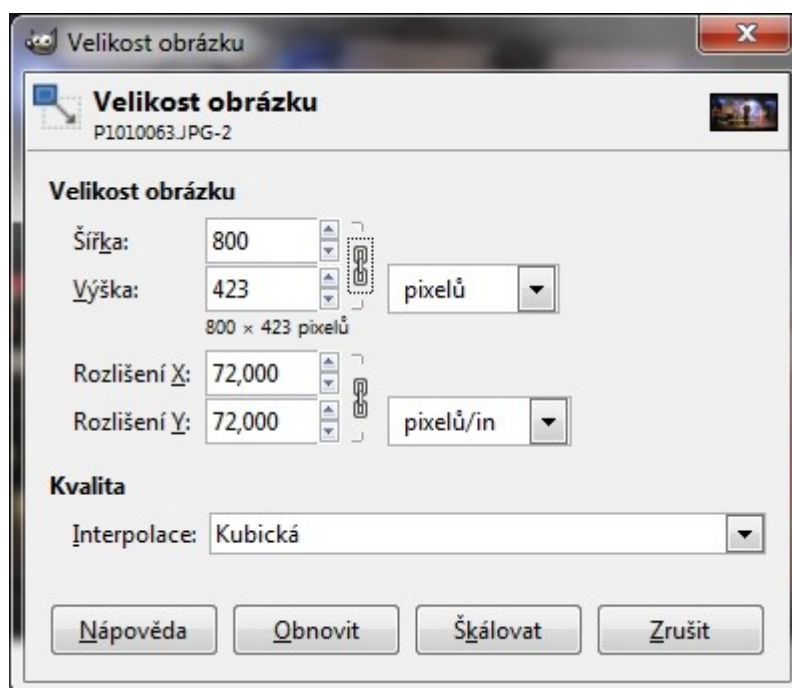 Velikost obrázku
Velikost obrázku
P1010063.JPG-2
Velikost obrázku
Šířka: 800
Výška: 423 pixelů
800 × 423 pixelů
Rozlišení X: 72,000
Rozlišení Y: 72,000 pixelů/in
Kvalita
Interpolace: Kubická
Nápověda Obnovit Škálovat Zrušit